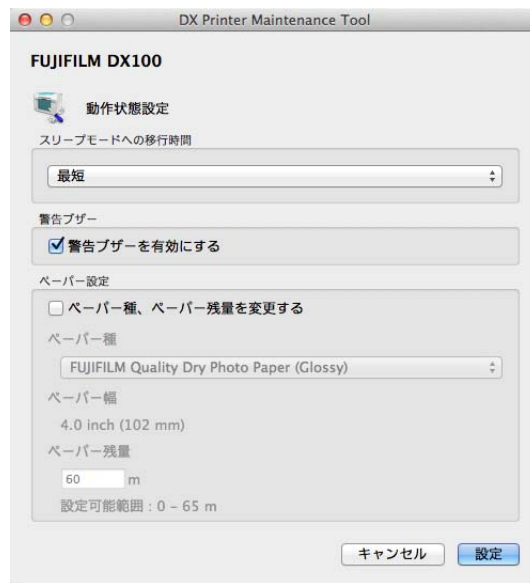 DX Printer Maintenance Tool
FUJIFILM DX100
動作状態設定
スリープモードへの移行時間
最短
警告ブザー
警告ブザーを有効にする
ペーパー設定
ペーパー種、ペーパー残量を変更する
ペーパー種
FUJIFILM Quality Dry Photo Paper (Glossy)
ペーパー幅
4.0 inch (102 mm)
ペーパー残量
60 m
設定可能範囲 : 0 – 65 m
キャンセル 設定